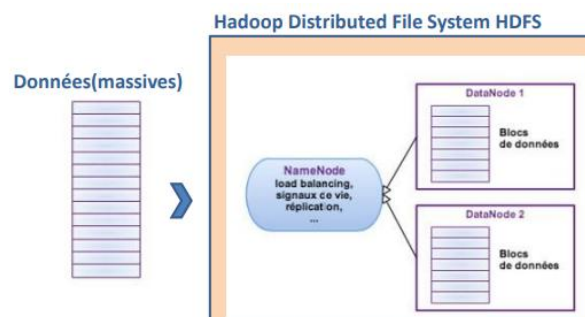 Hadoop Distributed File System HDFS
Données(massives)
NameNode
load balancing,
signaux de vie,
réplication,
...
DataNode 1
Blocs
de données
DataNode 2
Blocs
de données